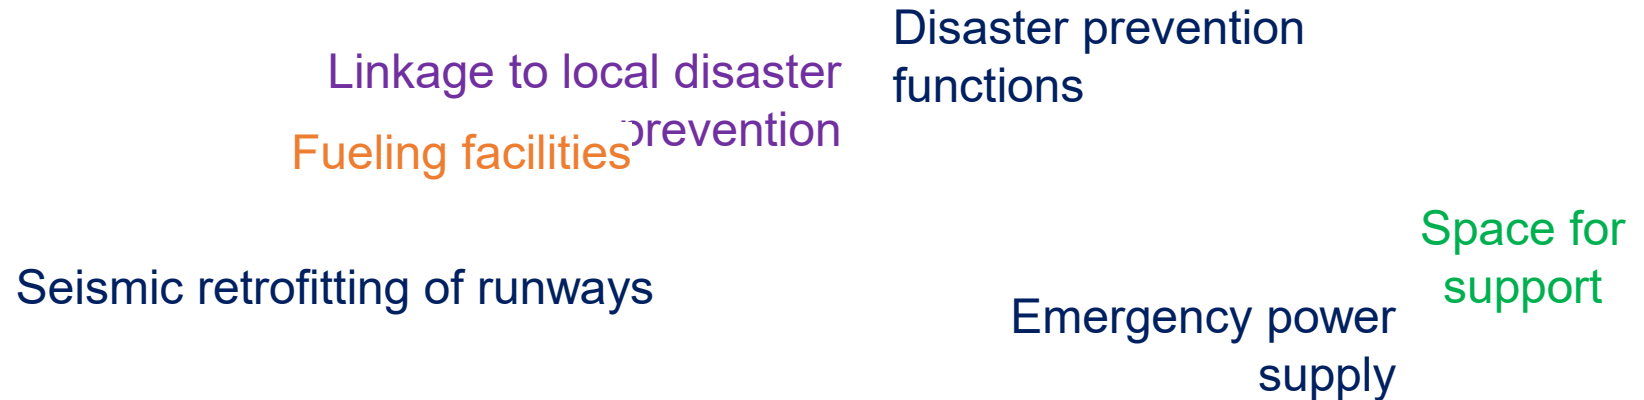 Linkage to local disaster
prevention
Fueling facilities
Disaster prevention
functions
Seismic retrofitting of runways
Emergency power
supply
Space for
support